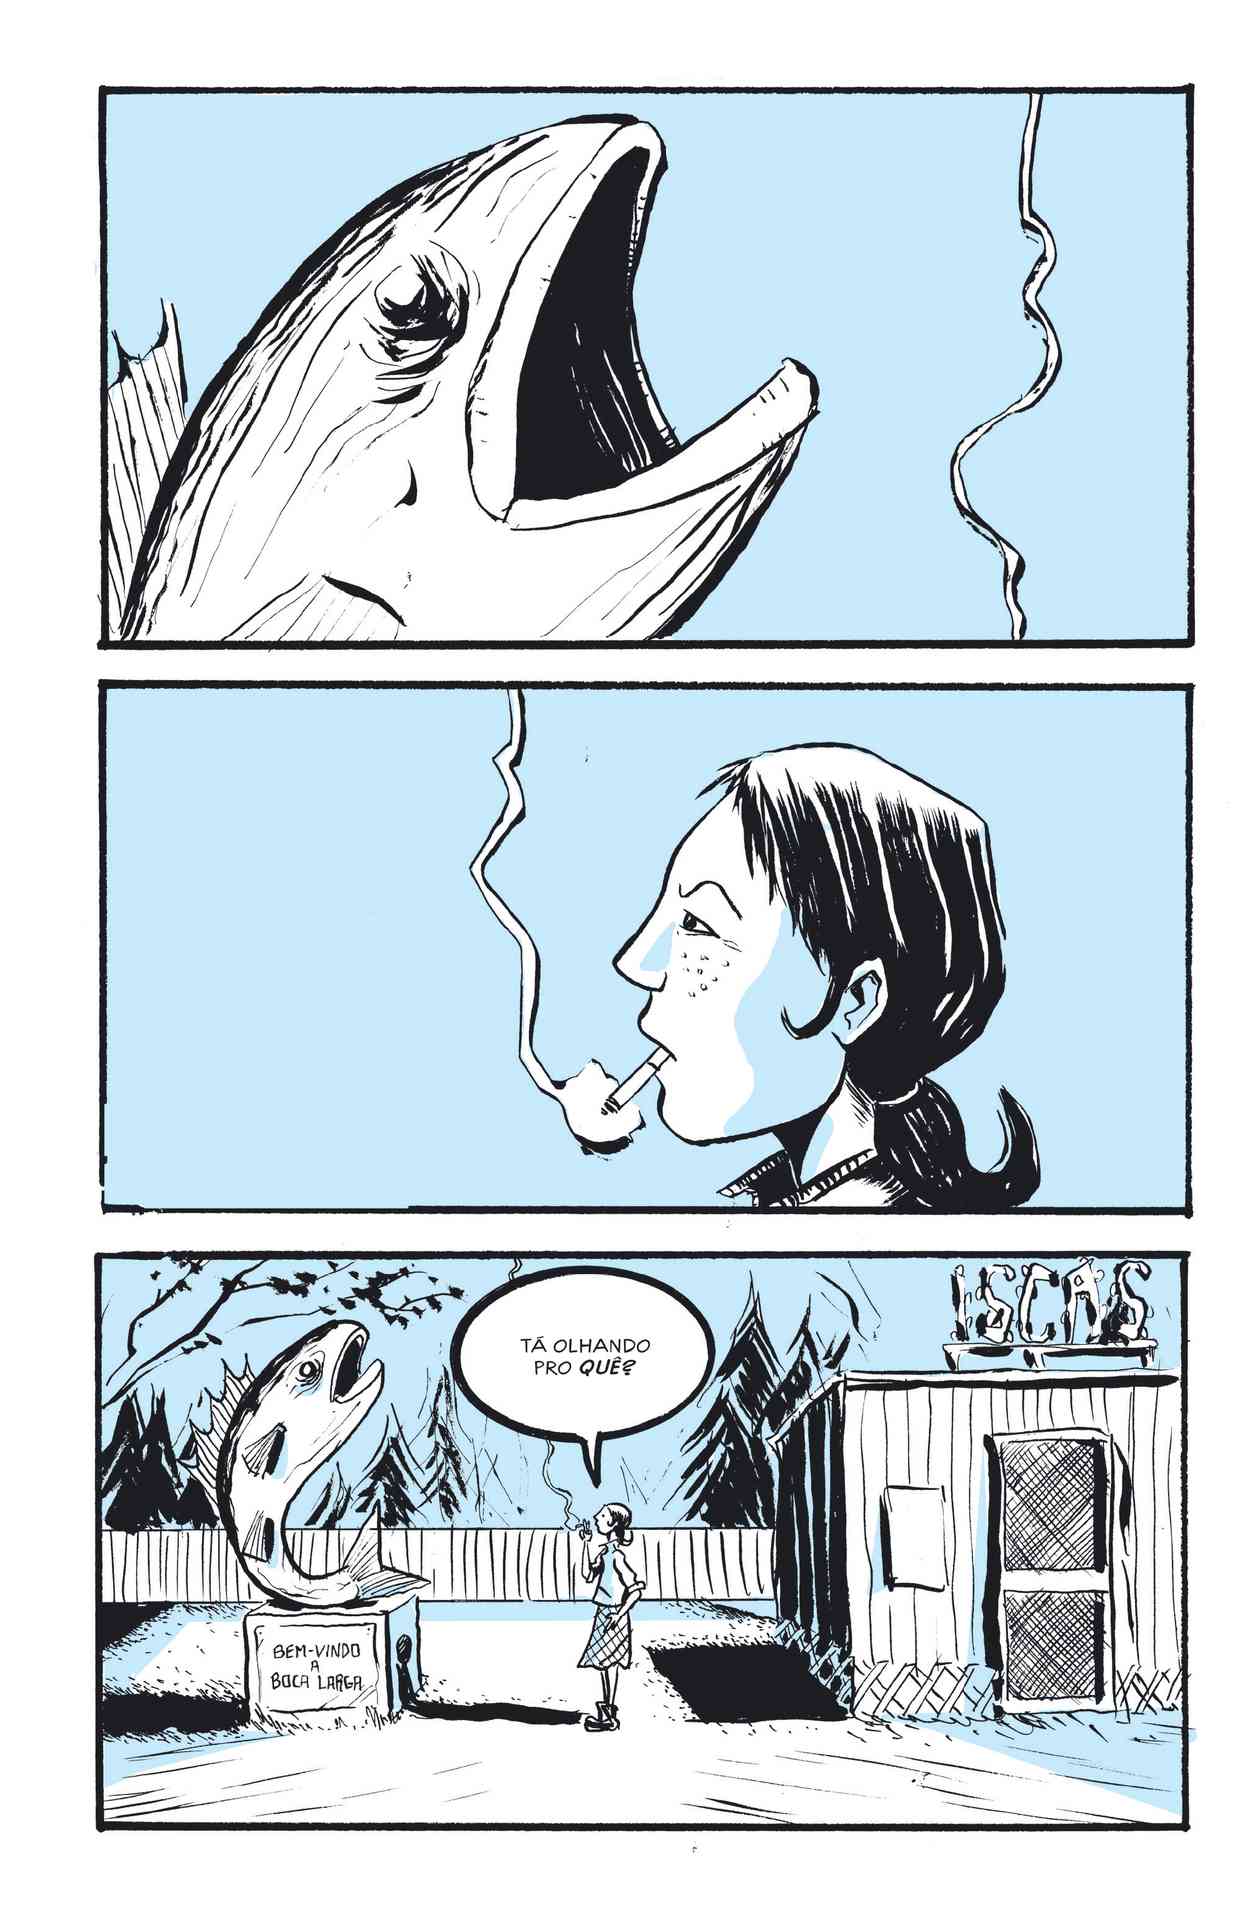 ISCAS
TÁ OLHANDO
PRO QUÊ?
BEM-VINDO
A
BOCA LARGA